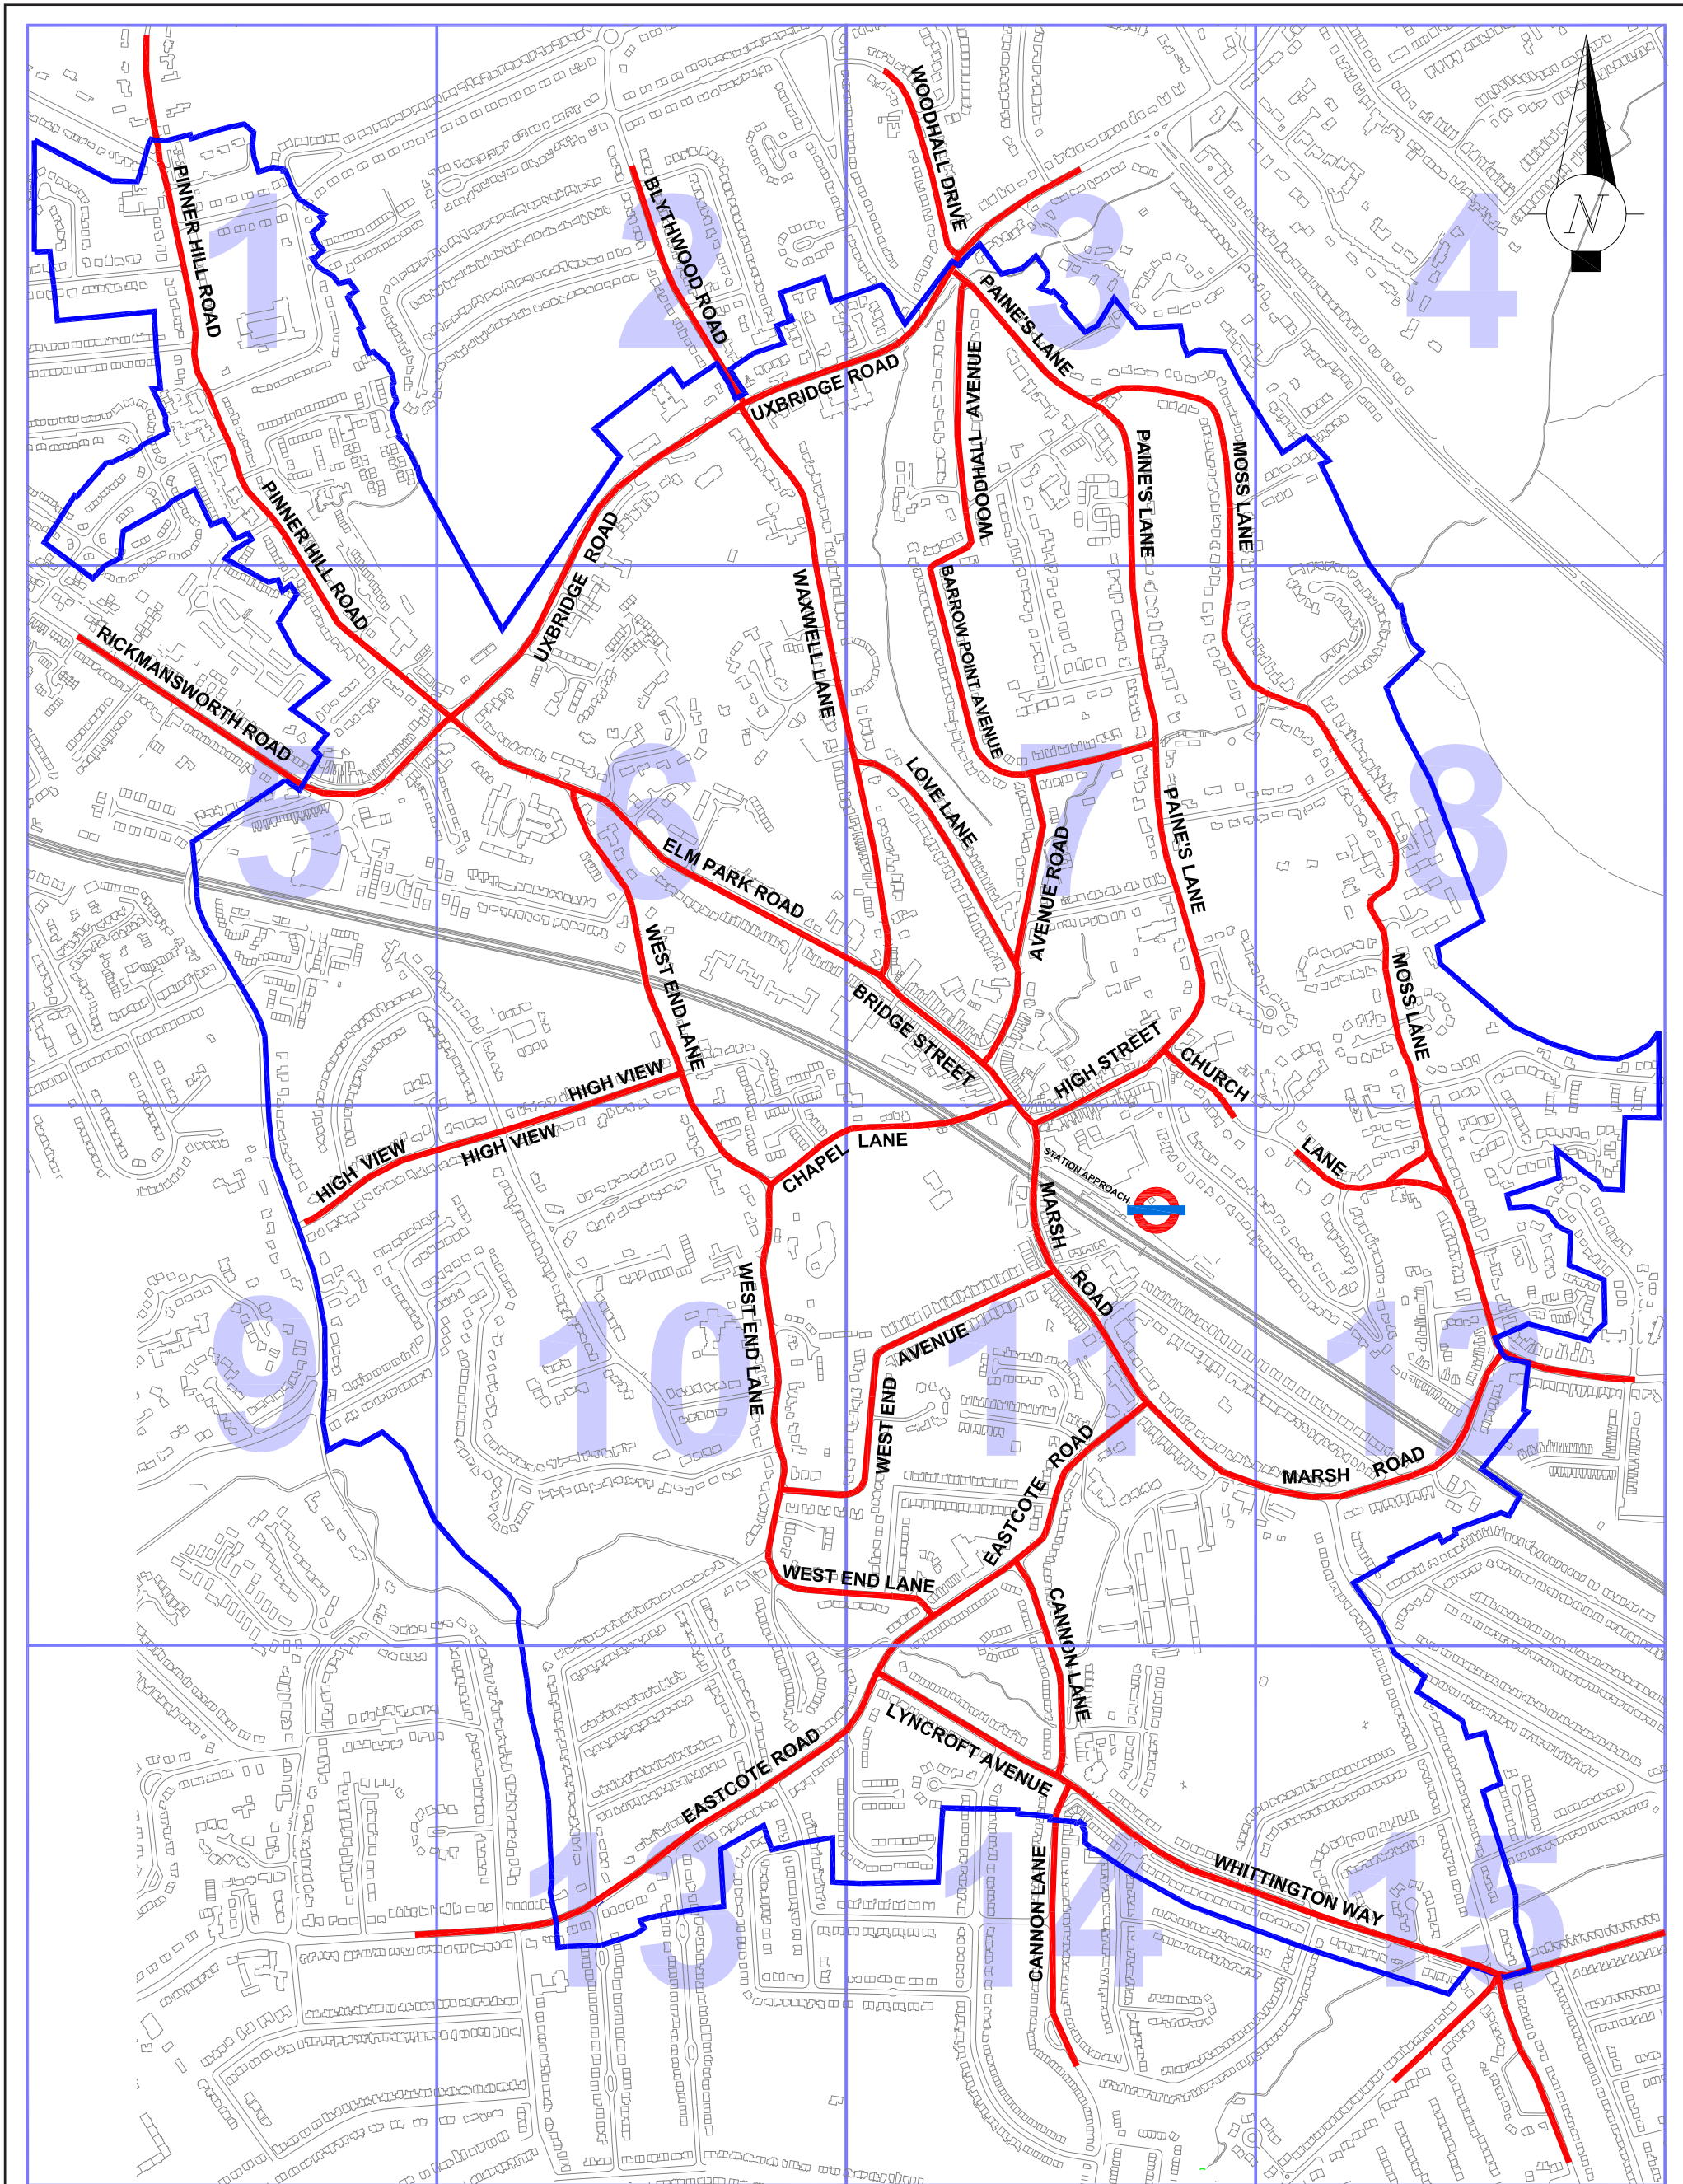 1
2
3
4
N
PINNER HILL ROAD
BLYTHWOOD ROAD
WOODHALL DRIVE
PAINE'S LANE
UXBRIDGE ROAD
WOODHALL AVENUE
PAINE'S LANE
MOSS LANE
PINNER HILL ROAD
UXBRIDGE ROAD
WAXWELL LANE
BARROW POINT AVENUE
RICKMANSWORTH ROAD
5
6
7
8
LOVE LANE
PAINE'S LANE
AVENUE ROAD
ELM PARK ROAD
WEST END LANE
BRIDGE STREET
MOSS LANE
HIGH STREET
CHURCH
LANE
HIGH VIEW
HIGH VIEW
HIGH VIEW
CHAPEL LANE
STATION APPROACH
MARSH
ROAD
9
10
11
12
WEST END LANE
WEST END
AVENUE
MARSH ROAD
EASTCOTE ROAD
WEST END LANE
CANNON LANE
LYNCROFT AVENUE
EASTCOTE ROAD
13
14
15
CANNON LANE
WHITTINGTON WAY